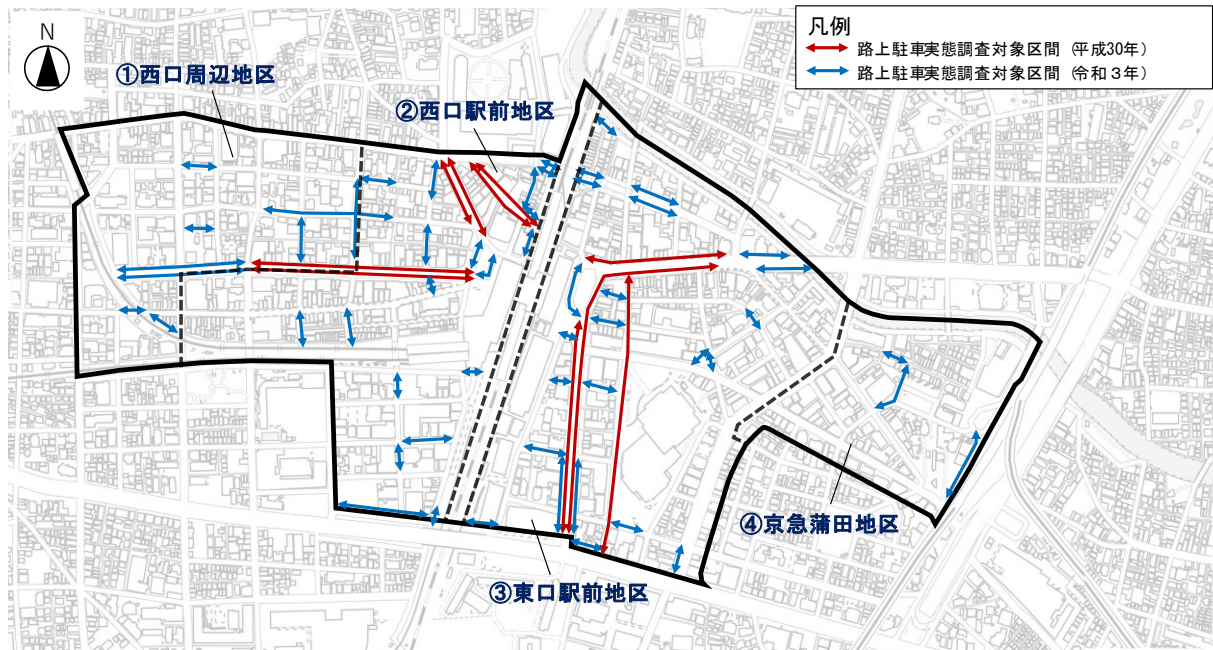 N
凡例
路上駐車実態調査対象区間（平成30年）
路上駐車実態調査対象区間（令和３年）
①西口周辺地区
②西口駅前地区
④京急蒲田地区
③東口駅前地区